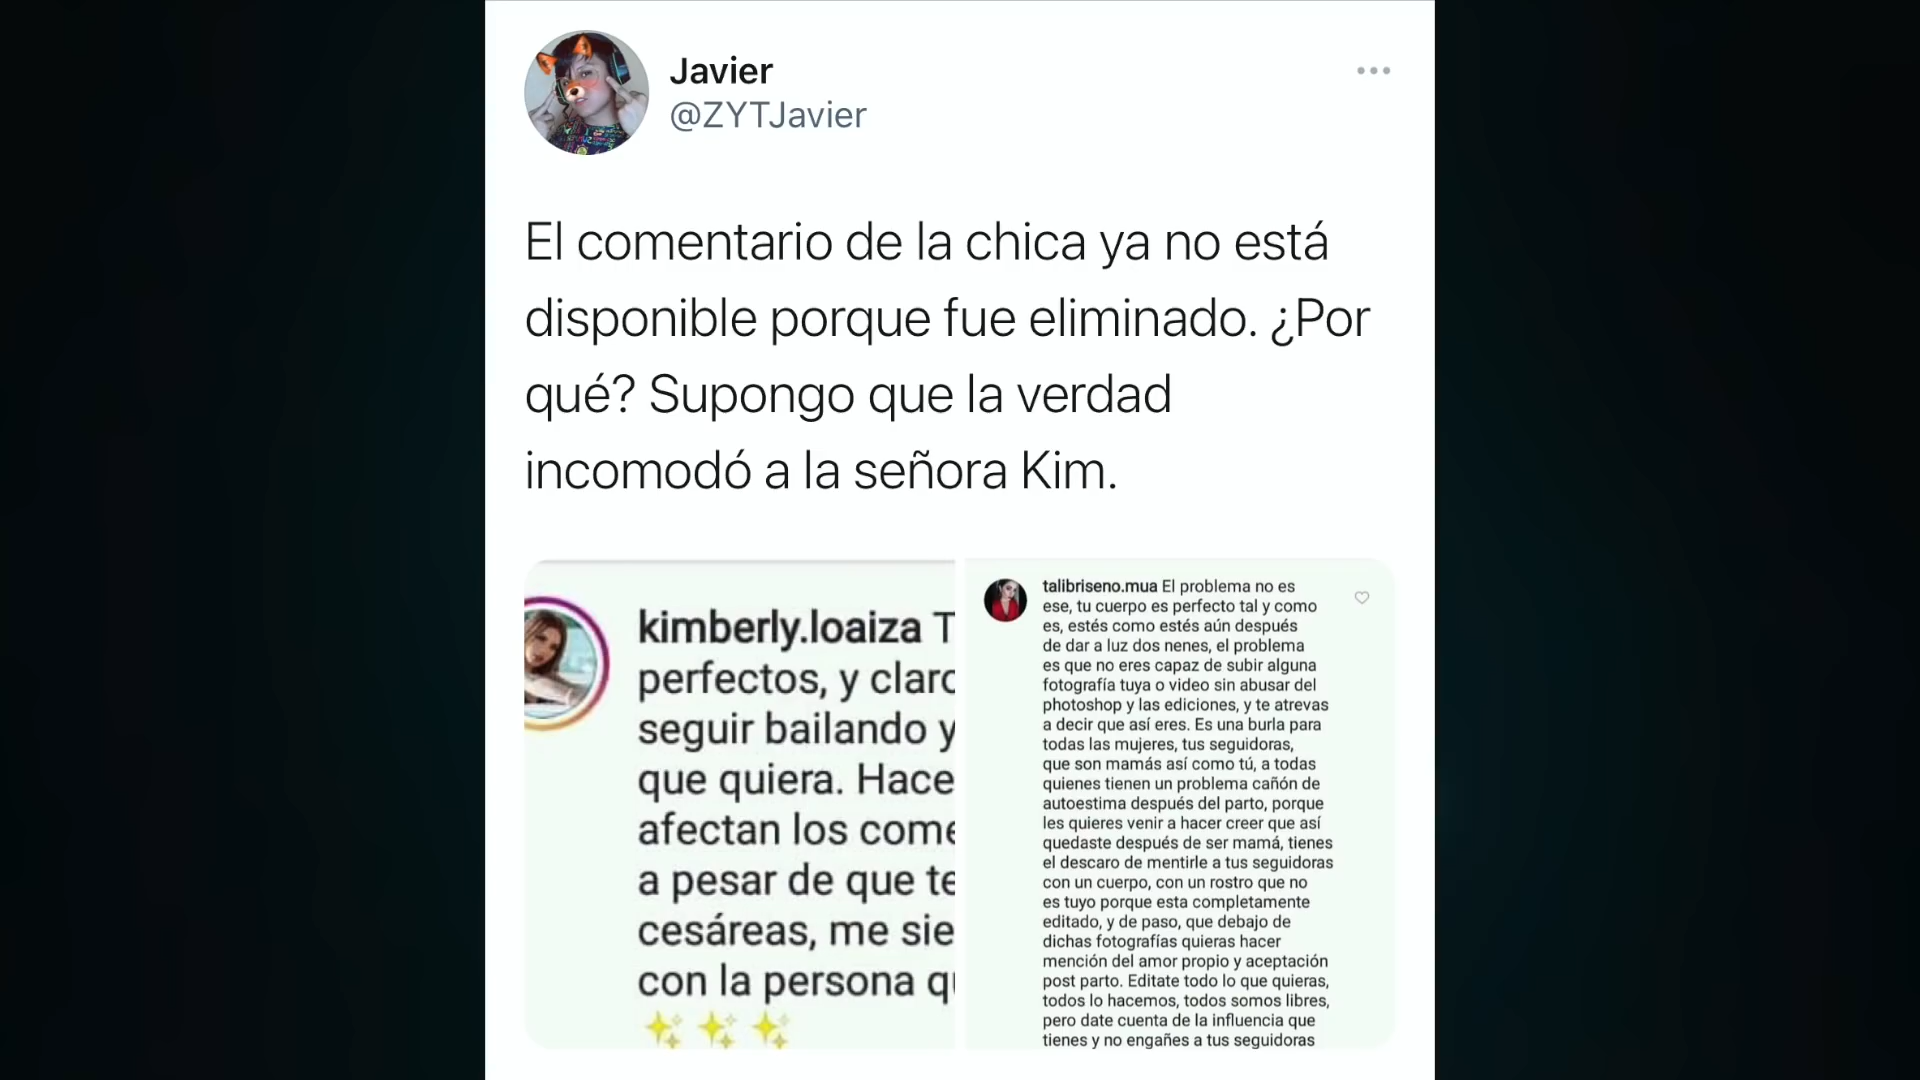 Javier
@ZYTJavier
El comentario de la chica ya no está
disponible porque fue eliminado. ¿Por
qué? Supongo que la verdad
incomodó a la señora Kim.
kimberly.loaiza T
perfectos, y claro
seguir bailando y
que quiera. Hace
afectan los come
a pesar de que te
cesáreas, me sie
con la persona q
talibriseno.mua El problema no es
ese, tu cuerpo es perfecto tal y como
es, estés como estés aún después
de dar a luz dos nenes, el problema
es que no eres capaz de subir alguna
fotografía tuya o video sin abusar del
photoshop y las ediciones, y te atrevas
a decir que así eres. Es una burla para
todas las mujeres, tus seguidoras,
que son mamás así como tú, a todas
quienes tienen un problema cañón de
autoestima después del parto, porque
les quieres venir a hacer creer que así
quedaste después de ser mamá, tienes
el descaro de mentirle a tus seguidoras
con un cuerpo, con un rostro que no
es tuyo porque esta completamente
editado, y de paso, que debajo de
dichas fotografías quieras hacer
mención del amor propio y aceptación
post parto. Editate todo lo que quieras,
todos lo hacemos, todos somos libres,
pero date cuenta de la influencia que
tienes y no engañes a tus seguidoras